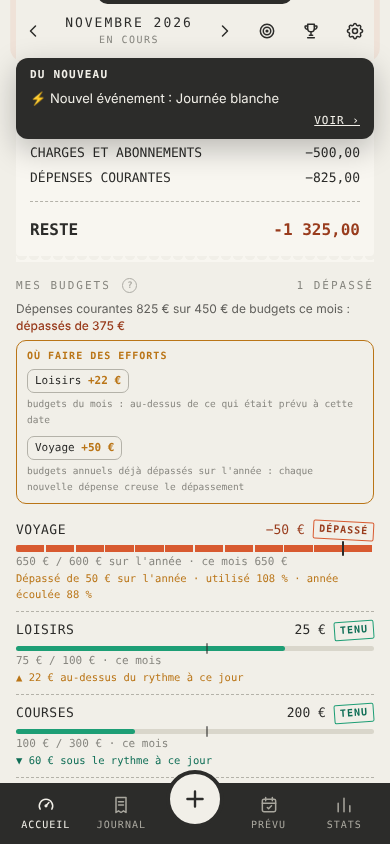 NOVEMBRE 2026
EN COURS
DU NOUVEAU
⚡ Nouvel événement : Journée blanche
VOIR ›
CHARGES ET ABONNEMENTS −500,00
DÉPENSES COURANTES −825,00
RESTE -1 325,00
MES BUDGETS ? 1 DÉPASSÉ
Dépenses courantes 825 € sur 450 € de budgets ce mois :
dépassés de 375 €
OÙ FAIRE DES EFFORTS
Loisirs +22 €
budgets du mois : au-dessus de ce qui était prévu à cette
date
Voyage +50 €
budgets annuels déjà dépassés sur l'année : chaque
nouvelle dépense creuse le dépassement
VOYAGE −50 € DÉPASSÉ
650 € / 600 € sur l'année · ce mois 650 €
Dépassé de 50 € sur l'année · utilisé 108 % · année
écoulée 88 %
LOISIRS 25 € TENU
75 € / 100 € · ce mois
▲ 22 € au-dessus du rythme à ce jour
COURSES 200 € TENU
100 € / 300 € · ce mois
▼ 60 € sous le rythme à ce jour
ACCUEIL JOURNAL + PRÉVU STATS